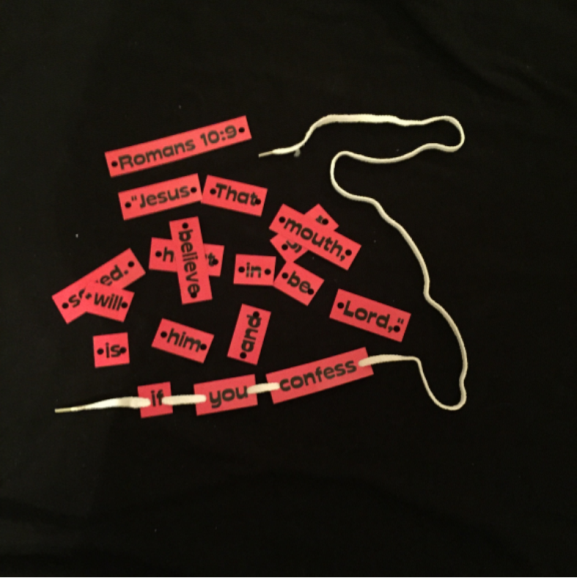 Romans 10:9
"Jesus That
mouth,
believe
in be
will
Lord,"
is him and
if you confess